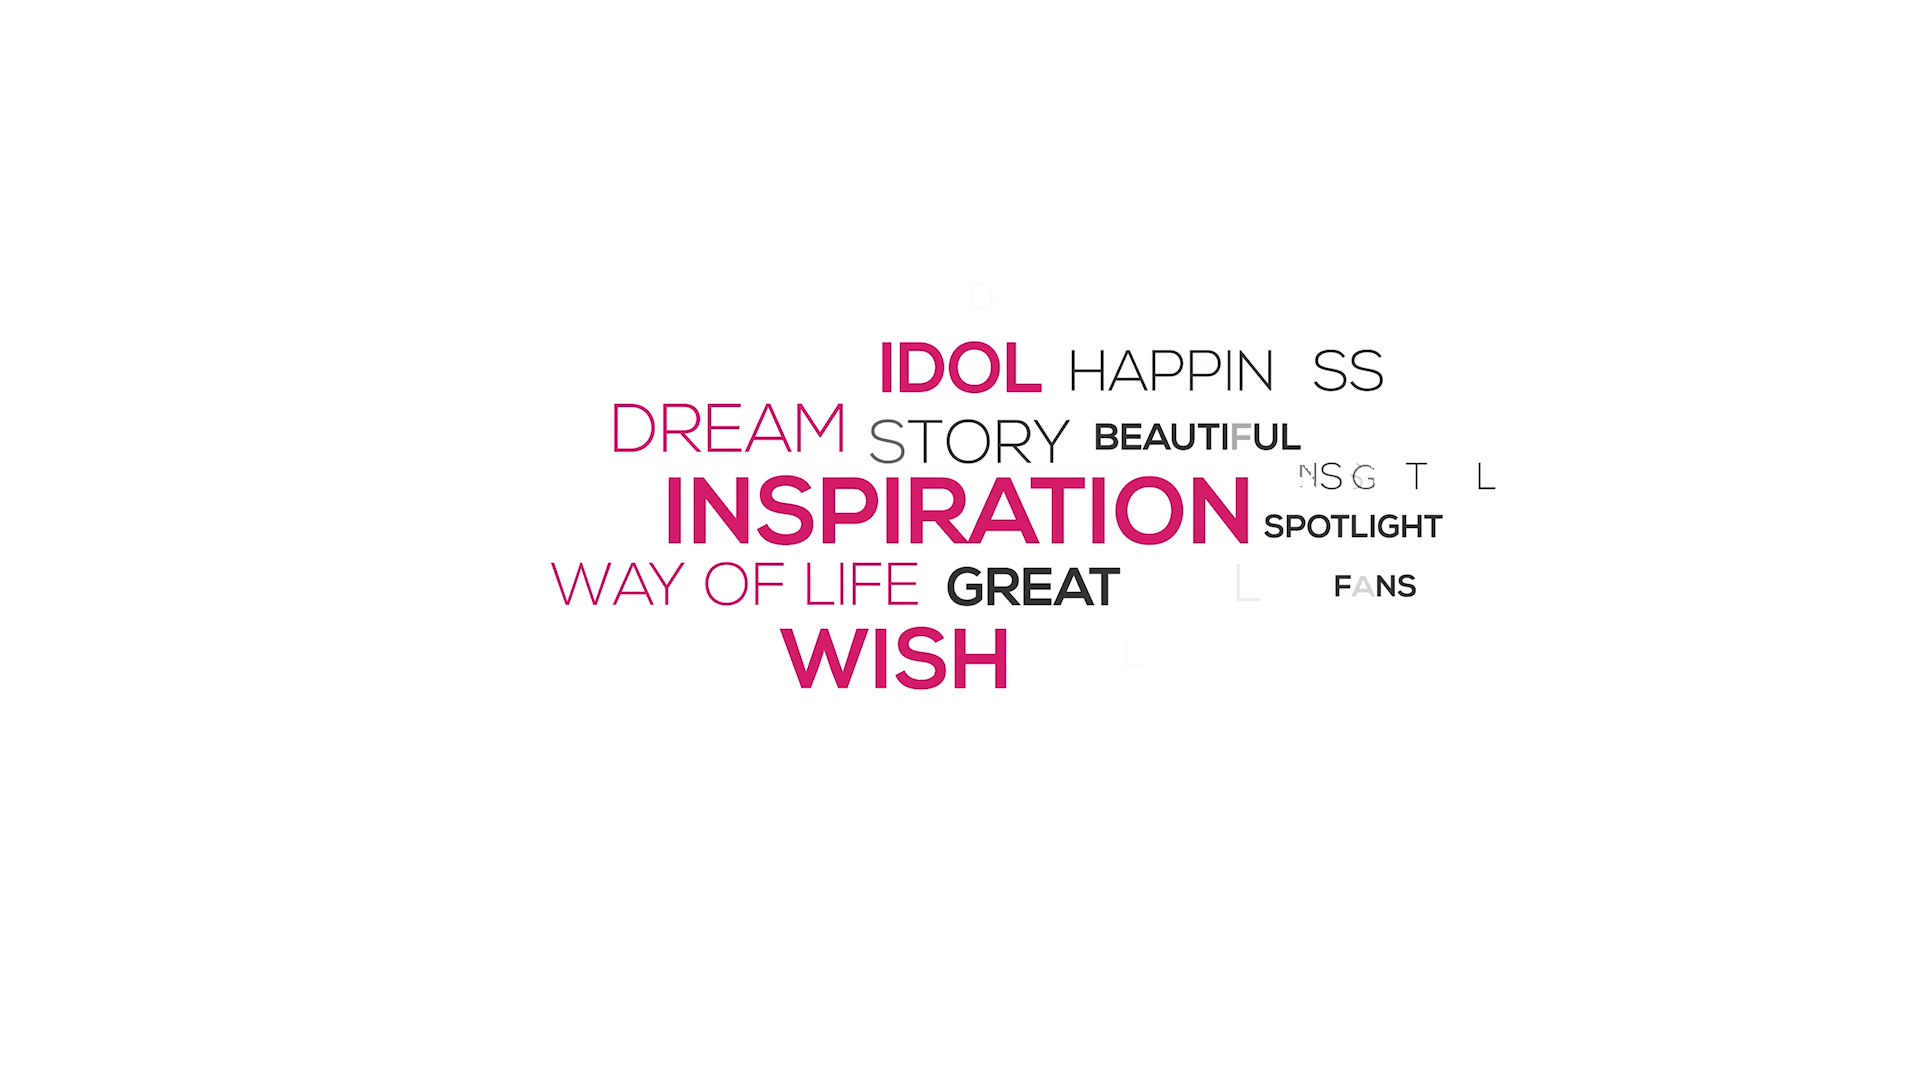 IDOL HAPPIN SS
DREAM STORY BEAUTIFUL
INSPIRATION SPOTLIGHT
WAY OF LIFE GREAT L FANS
WISH